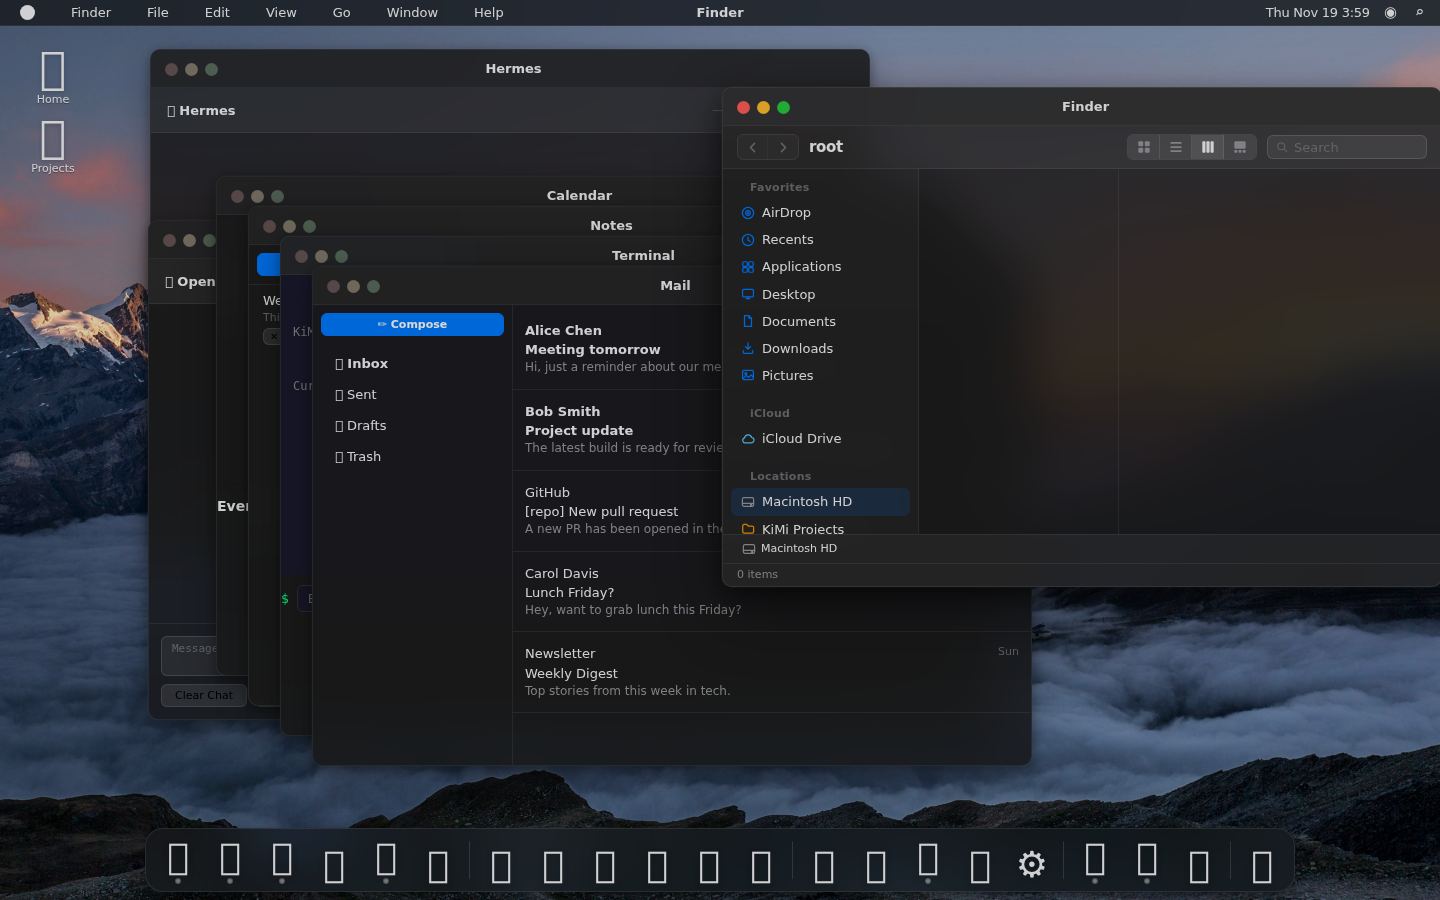 Finder File Edit View Go Window Help
Finder
Thu Nov 19 3:59
Home
Projects
Hermes
Hermes
Open
Message
Clear Chat
Calendar
Notes
Terminal
$
Mail
✏ Compose
Inbox
Sent
Drafts
Trash
Alice Chen
Meeting tomorrow
Hi, just a reminder about our me
Bob Smith
Project update
The latest build is ready for revie
GitHub
[repo] New pull request
A new PR has been opened in the
Carol Davis
Lunch Friday?
Hey, want to grab lunch this Friday?
Newsletter
Sun
Weekly Digest
Top stories from this week in tech.
Finder
root
Search
Favorites
AirDrop
Recents
Applications
Desktop
Documents
Downloads
Pictures
iCloud
iCloud Drive
Locations
Macintosh HD
KiMi Projects
Macintosh HD
0 items